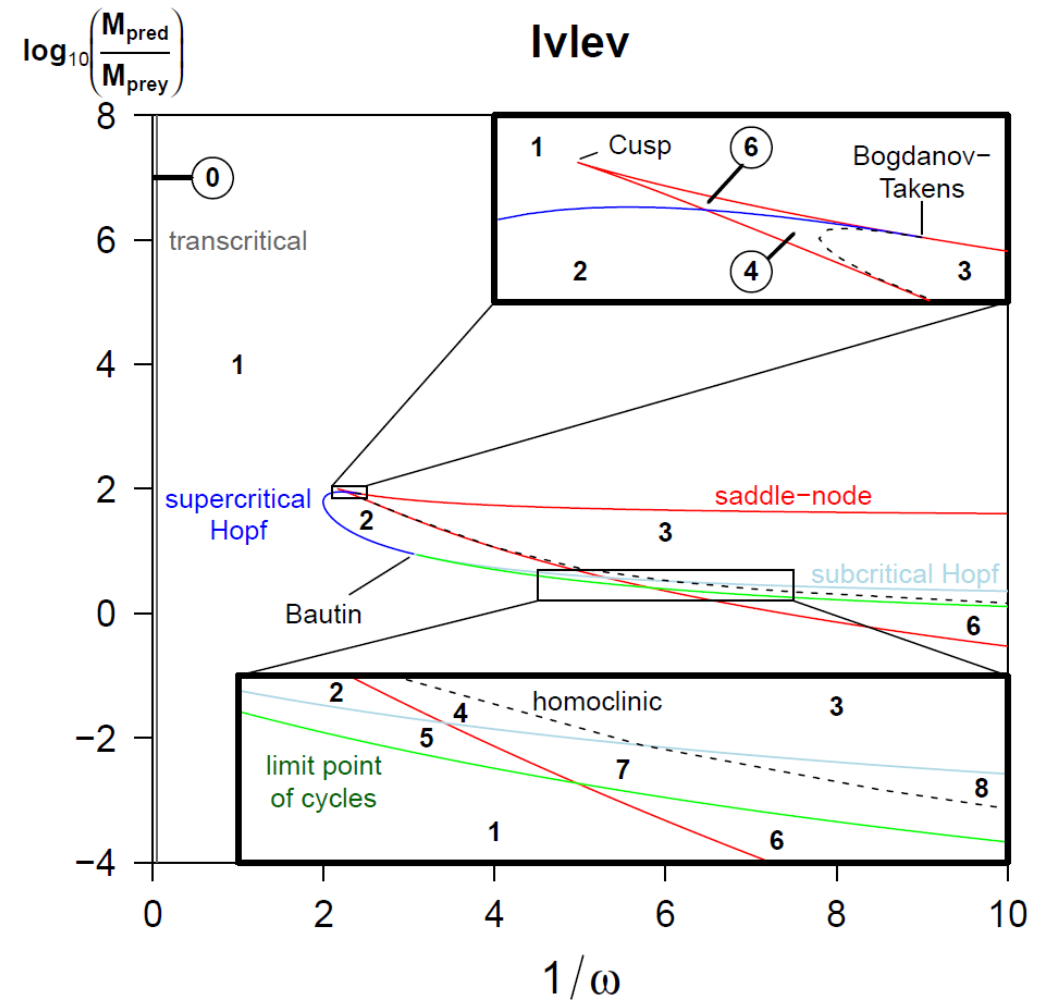 Ivlev
log10(Mpred/Mprey)
8
6
4
2
0
−2
−4
0
transcritical
1
1
Cusp
6
Bogdanov−
Takens
2
4
3
supercritical
Hopf
2
saddle−node
3
subcritical Hopf
Bautin
6
2
4
homoclinic
3
5
7
8
limit point
of cycles
1
6
0
2
4
6
8
10
1/ω